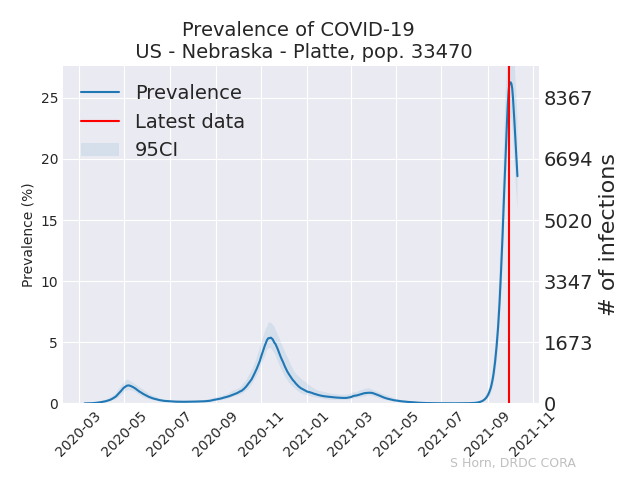 Prevalence of COVID-19
US - Nebraska - Platte, pop. 33470
Prevalence
Latest data
95CI
Prevalence (%)
25
20
15
10
5
0
8367
6694
5020
3347
1673
0
# of infections
2020-03
2020-05
2020-07
2020-09
2020-11
2021-01
2021-03
2021-05
2021-07
2021-09
2021-11
S Horn, DRDC CORA